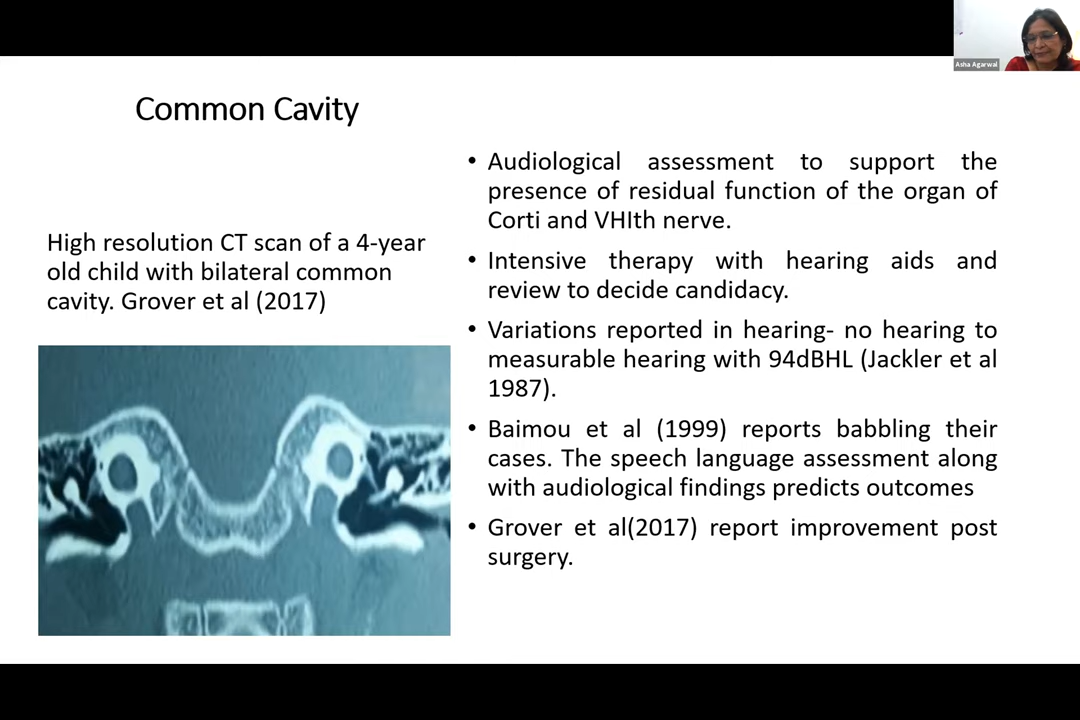 Asha Agarwal
Common Cavity
High resolution CT scan of a 4-year
old child with bilateral common
cavity. Grover et al (2017)
• Audiological assessment to support the
presence of residual function of the organ of
Corti and VHIth nerve.
• Intensive therapy with hearing aids and
review to decide candidacy.
• Variations reported in hearing- no hearing to
measurable hearing with 94dBHL (Jackler et al
1987).
• Baimou et al (1999) reports babbling their
cases. The speech language assessment along
with audiological findings predicts outcomes
• Grover et al(2017) report improvement post
surgery.